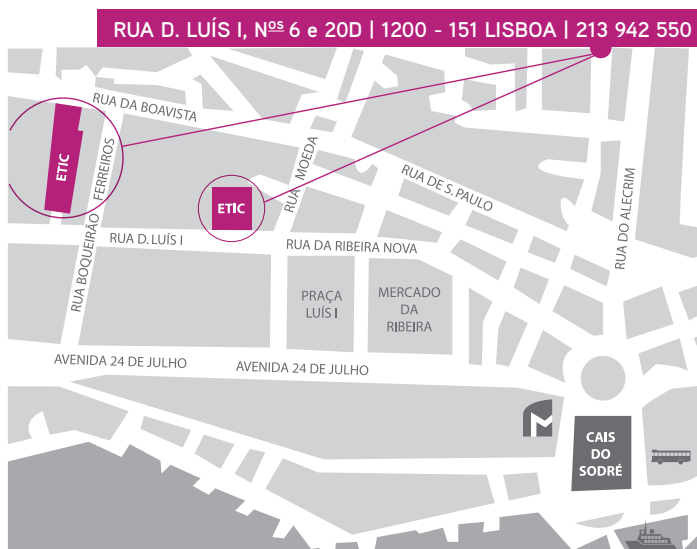 RUA D. LUÍS I, Nºs 6 e 20D | 1200 - 151 LISBOA | 213 942 550
RUA DA BOAVISTA
ETIC
RUA BOQUEIRÃO FERREIROS
RUA MOEDA
RUA DE S. PAULO
RUA DO ALECRIM
ETIC
RUA D. LUÍS I
RUA DA RIBEIRA NOVA
PRAÇA
LUÍS I
MERCADO
DA
RIBEIRA
AVENIDA 24 DE JULHO
AVENIDA 24 DE JULHO
M
CAIS
DO
SODRÉ